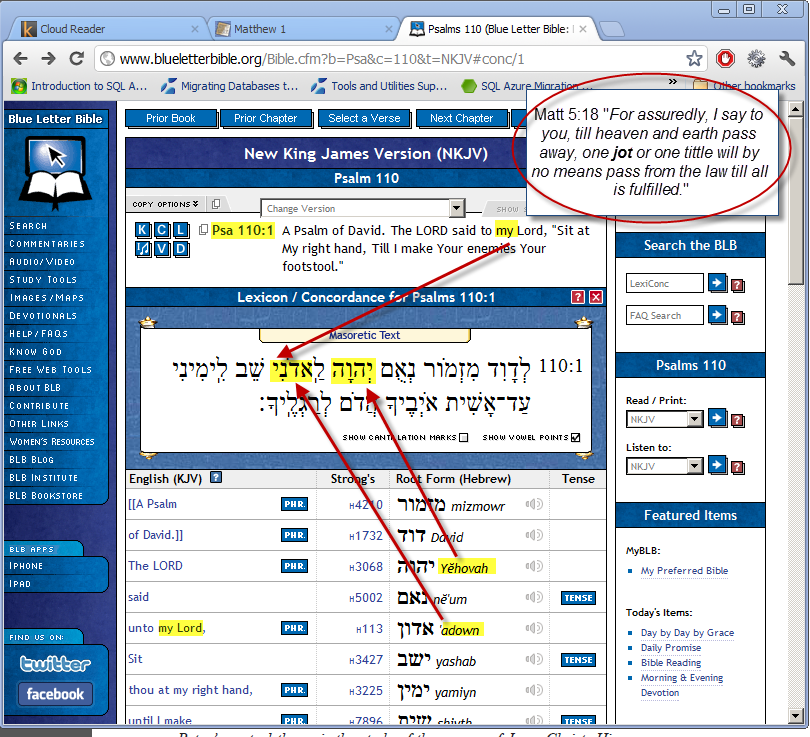 Cloud Reader
Matthew 1
Psalms 110 (Blue Letter Bible:
www.blueletterbible.org/Bible.cfm?b=Psa&c=110&t=NKJV#conc/1
Introduction to SQL A...
Migrating Databases t...
Tools and Utilities Sup...
SQL Azure Migration
»
Other bookmarks
Matt 5:18 "For assuredly, I say to
you, till heaven and earth pass
away, one jot or one tittle will by
no means pass from the law till all
is fulfilled."
Blue Letter Bible
SEARCH
COMMENTARIES
AUDIO/VIDEO
STUDY TOOLS
IMAGES/MAPS
DEVOTIONALS
HELP/FAQS
KNOW GOD
FREE WEB TOOLS
ABOUT BLB
CONTRIBUTE
OTHER LINKS
WOMEN'S RESOURCES
BLB BLOG
BLB INSTITUTE
BLB BOOKSTORE
BLB APPS
IPHONE
IPAD
FIND US ON:
twitter
facebook
Prior Book
Prior Chapter
Select a Verse
Next Chapter
New King James Version (NKJV)
Psalm 110
COPY OPTIONS
Change Version
SHOW
K C L
V D
Psa 110:1
A Psalm of David. The LORD said to my Lord, "Sit at
My right hand, Till I make Your enemies Your
footstool."
Lexicon / Concordance for Psalms 110:1
? X
Masoretic Text
110:1 לְדָוִד מִזְמוֹר נְאֻם יְהוָה לַֽאדֹנִי שֵׁב לִֽימִינִי
עַד־אָשִׁית אֹיְבֶיךָ הֲדֹם לְרַגְלֶֽיךָ׃
SHOW CANTILLATION MARKS
SHOW VOWEL POINTS
English (KJV) ?
Strong's
Root Form (Hebrew)
Tense
[[A Psalm PHR. H4210 מזמור mizmowr
of David.]] PHR. H1732 דוד David
The LORD PHR. H3068 יהוה Yĕhovah
said H5002 נאם nĕ'um TENSE
unto my Lord, PHR. H113 אדון 'adown
Sit H3427 ישב yashab TENSE
thou at my right hand, PHR. H3225 ימין yamiyn
until I make PHR. H7896 שית shiyth TENSE
Search the BLB
LexiConc ?
FAQ Search ?
Psalms 110
Read / Print:
NKJV ?
Listen to:
NKJV ?
Featured Items
MyBLB:
My Preferred Blble
Today's Items:
Day by Day by Grace
Daily Promise
Bible Reading
Morning & Evening
Devotion